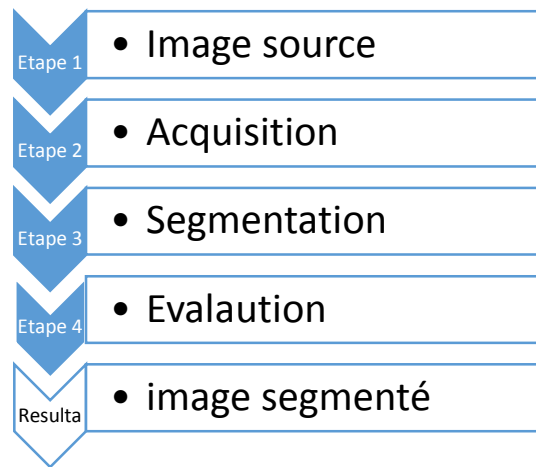 Etape 1
• Image source
Etape 2
• Acquisition
Etape 3
• Segmentation
Etape 4
• Evalaution
Resulta
• image segmenté